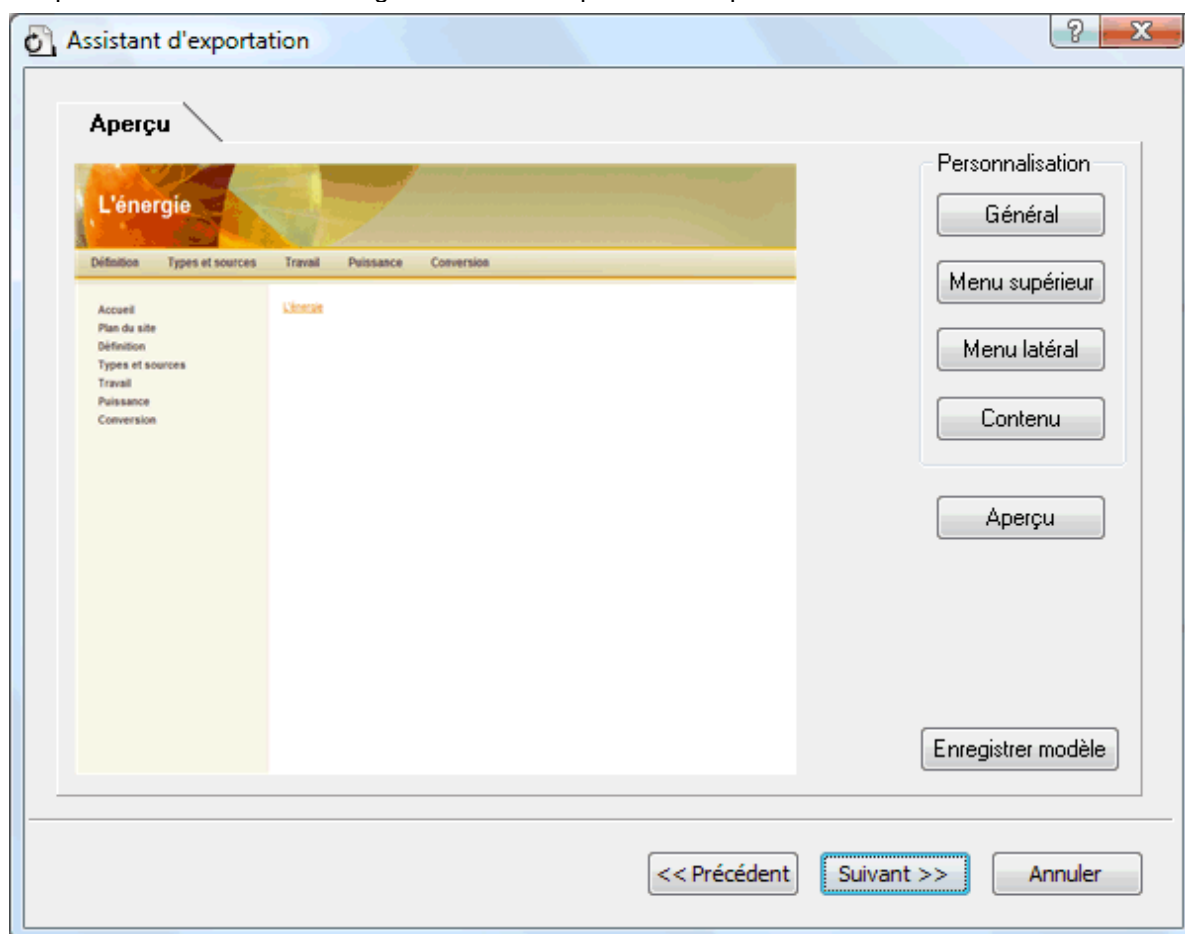 Assistant d'exportation
Aperçu
L'énergie
Définition Types et sources Travail Puissance Conversion
Accueil
Plan du site
Définition
Types et sources
Travail
Puissance
Conversion
L'énergie
Personnalisation
Général
Menu supérieur
Menu latéral
Contenu
Aperçu
Enregistrer modèle
<< Précédent Suivant >> Annuler